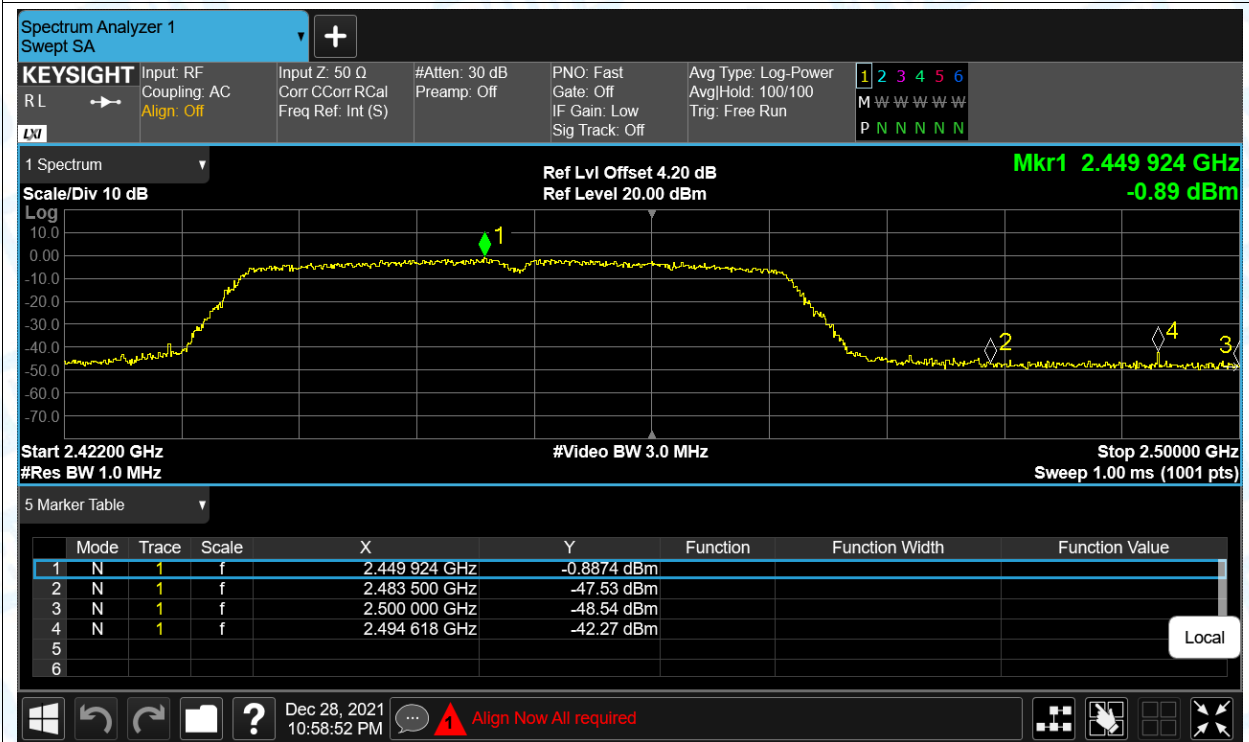 Spectrum Analyzer 1
Swept SA
+
KEYSIGHT
R L
LXI
Input: RF
Coupling: AC
Align: Off
Input Z: 50 Ω
Corr CCorr RCal
Freq Ref: Int (S)
#Atten: 30 dB
Preamp: Off
PNO: Fast
Gate: Off
IF Gain: Low
Sig Track: Off
Avg Type: Log-Power
Avg|Hold: 100/100
Trig: Free Run
1 2 3 4 5 6
M W W W W W W
P N N N N N
1 Spectrum
Scale/Div 10 dB
Ref Lvl Offset 4.20 dB
Ref Level 20.00 dBm
Mkr1 2.449 924 GHz
-0.89 dBm
Log
10.0
0.00
-10.0
-20.0
-30.0
-40.0
-50.0
-60.0
-70.0
1
2
4
3
Start 2.42200 GHz
#Res BW 1.0 MHz
#Video BW 3.0 MHz
Stop 2.50000 GHz
Sweep 1.00 ms (1001 pts)
5 Marker Table
Mode Trace Scale X Y Function Function Width Function Value
1 N 1 f 2.449 924 GHz -0.8874 dBm
2 N 1 f 2.483 500 GHz -47.53 dBm
3 N 1 f 2.500 000 GHz -48.54 dBm
4 N 1 f 2.494 618 GHz -42.27 dBm
5
6
Local
?
Dec 28, 2021
10:58:52 PM
1
Align Now All required